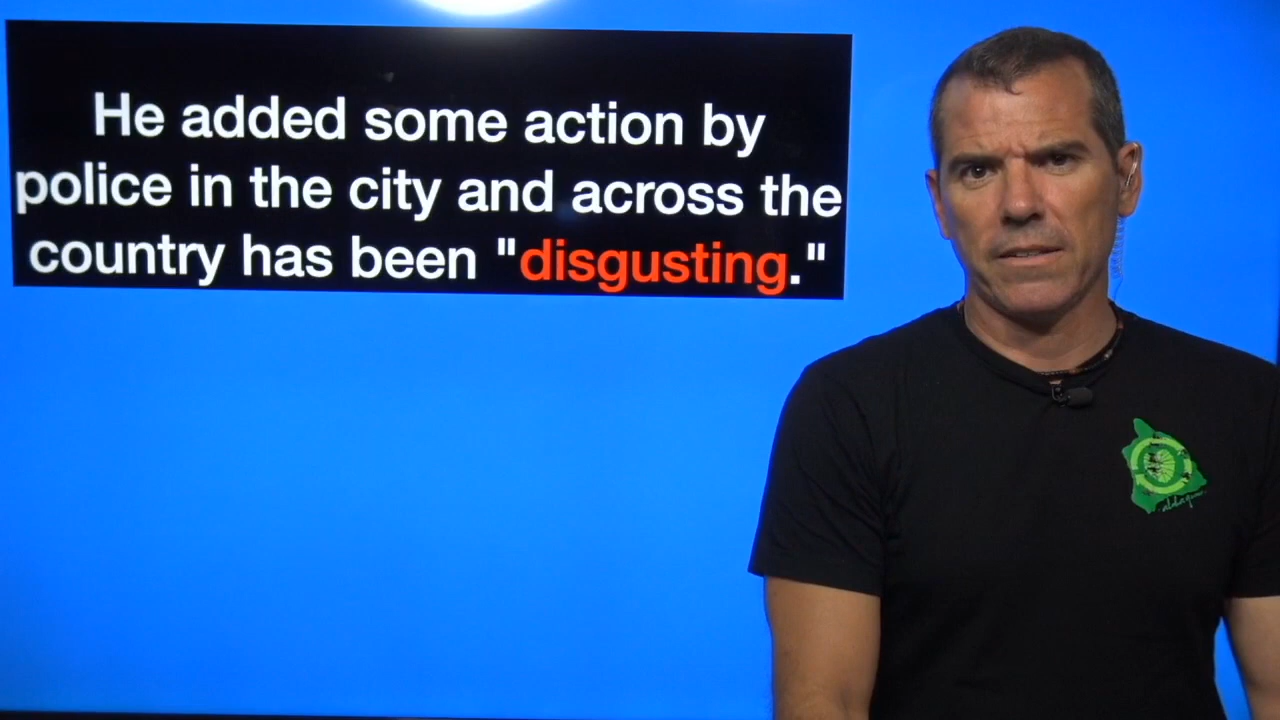 He added some action by
police in the city and across the
country has been "disgusting."